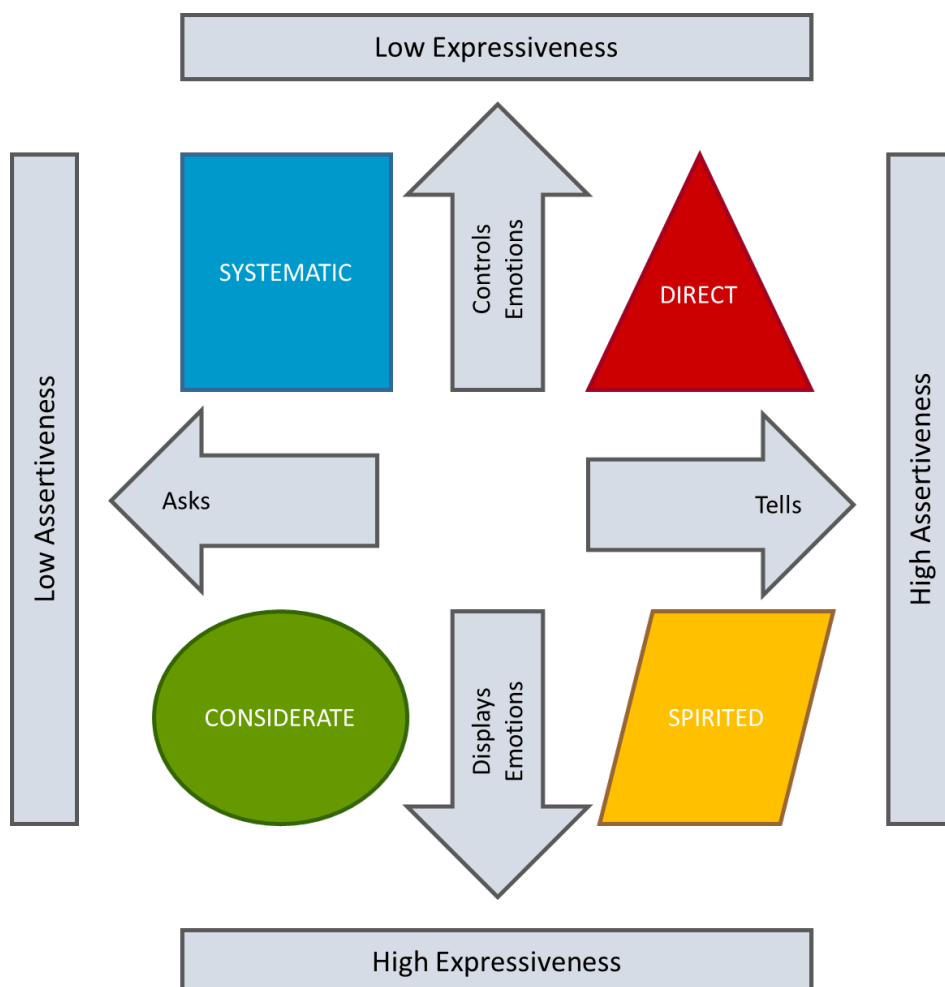 Low Expressiveness
SYSTEMATIC
Controls
Emotions
DIRECT
Low Assertiveness
Asks
Tells
High Assertiveness
CONSIDERATE
Displays
Emotions
SPIRITED
High Expressiveness